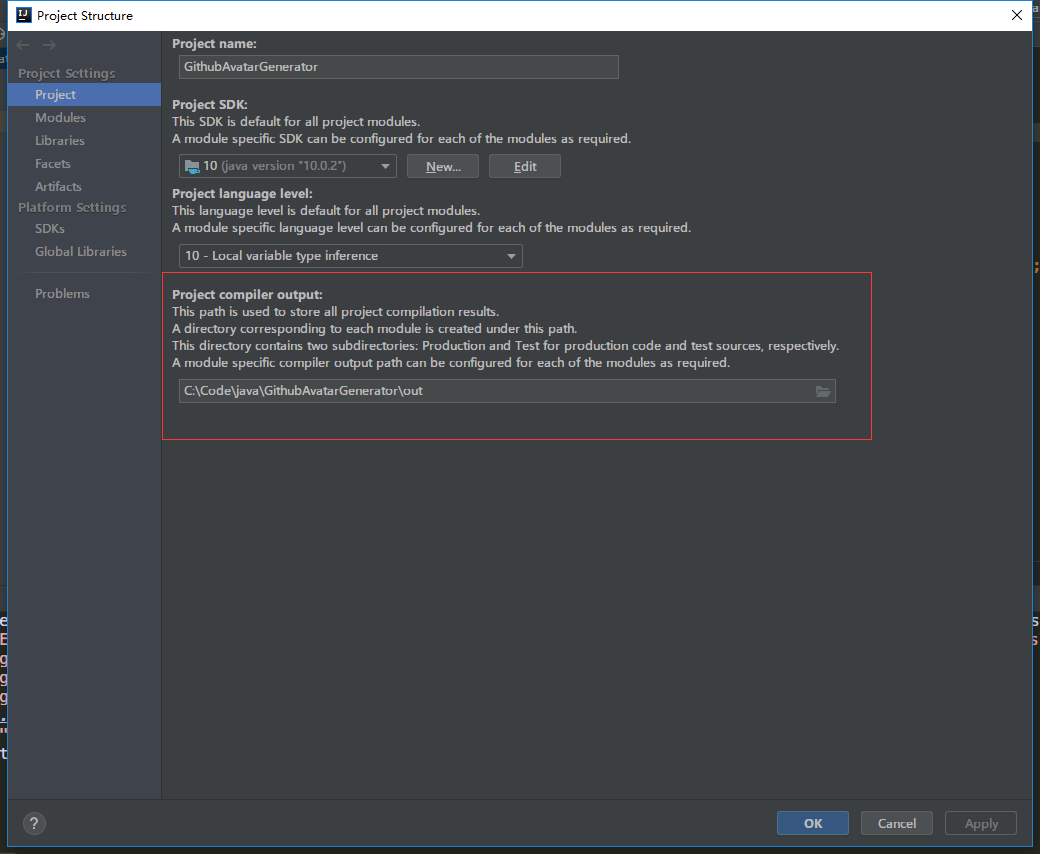 Project Structure
Project Settings
Project
Modules
Libraries
Facets
Artifacts
Platform Settings
SDKs
Global Libraries
Problems
Project name:
GithubAvatarGenerator
Project SDK:
This SDK is default for all project modules.
A module specific SDK can be configured for each of the modules as required.
10 (java version "10.0.2")
New...
Edit
Project language level:
This language level is default for all project modules.
A module specific language level can be configured for each of the modules as required.
10 - Local variable type inference
Project compiler output:
This path is used to store all project compilation results.
A directory corresponding to each module is created under this path.
This directory contains two subdirectories: Production and Test for production code and test sources, respectively.
A module specific compiler output path can be configured for each of the modules as required.
C:\Code\java\GithubAvatarGenerator\out
?
OK
Cancel
Apply